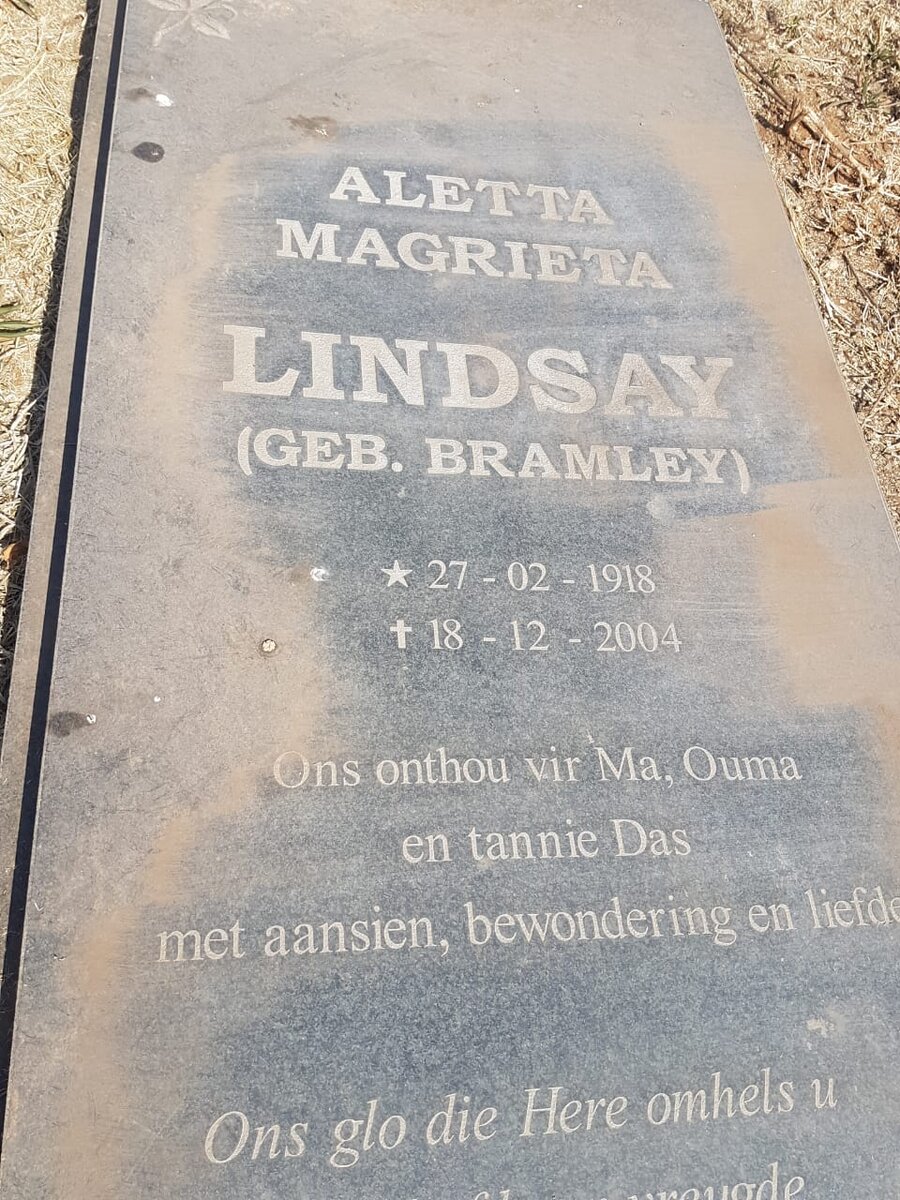 ALETTA
MAGRIETA
LINDSAY
(GEB. BRAMLEY)
★ 27 - 02 - 1918
✝ 18 - 12 - 2004
Ons onthou vir Ma, Ouma
en tannie Das
met aansien, bewondering en liefde
Ons glo die Here omhels u
vreugde